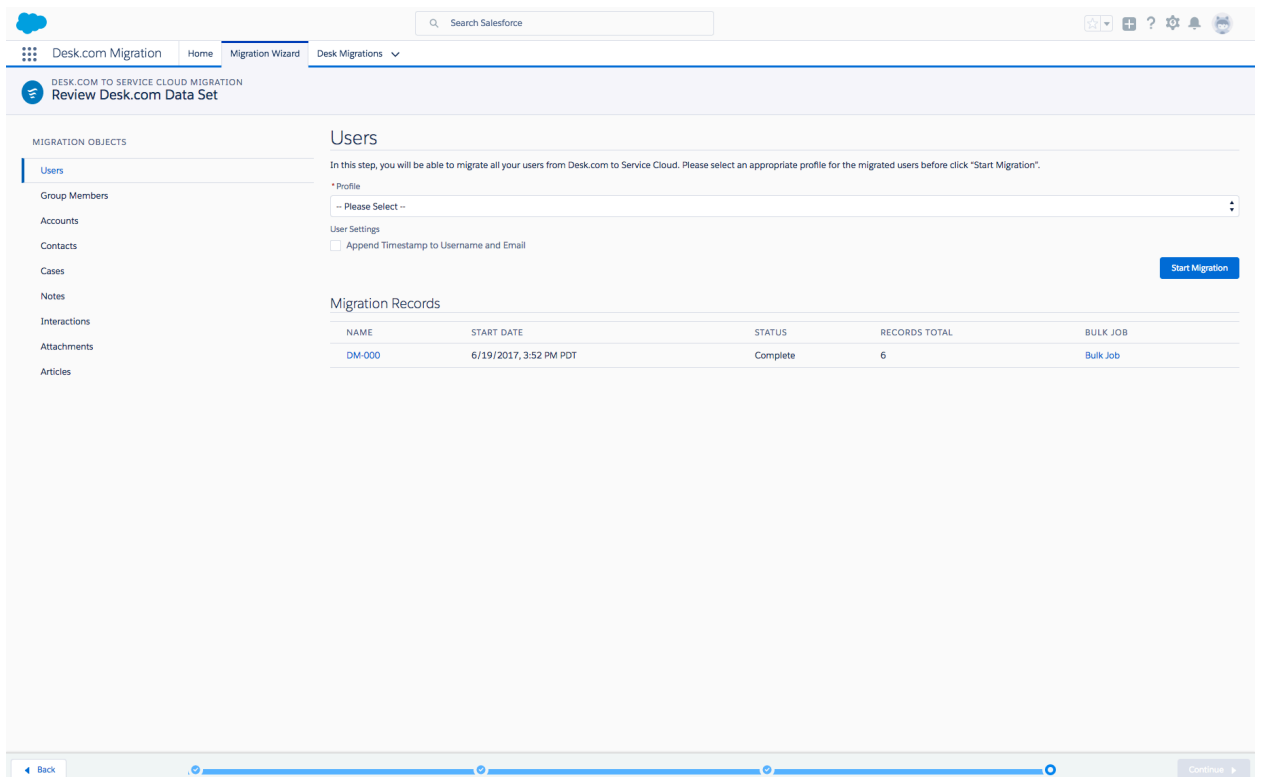 Search Salesforce
Desk.com Migration Home Migration Wizard Desk Migrations
DESK.COM TO SERVICE CLOUD MIGRATION
Review Desk.com Data Set
MIGRATION OBJECTS
Users
Group Members
Accounts
Contacts
Cases
Notes
Interactions
Attachments
Articles
Users
In this step, you will be able to migrate all your users from Desk.com to Service Cloud. Please select an appropriate profile for the migrated users before click "Start Migration".
* Profile
-- Please Select --
User Settings
Append Timestamp to Username and Email
Start Migration
Migration Records
NAME START DATE STATUS RECORDS TOTAL BULK JOB
DM-000 6/19/2017, 3:52 PM PDT Complete 6 Bulk Job
Back Continue